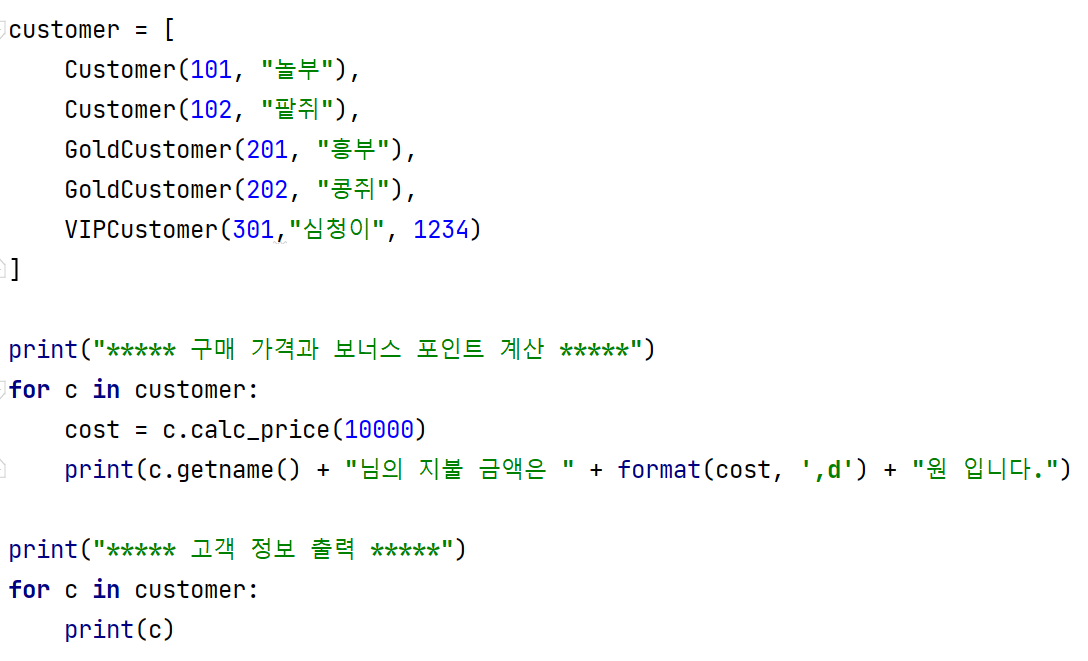 customer = [
    Customer(101, "놀부"),
    Customer(102, "팥쥐"),
    GoldCustomer(201, "흥부"),
    GoldCustomer(202, "콩쥐"),
    VIPCustomer(301,"심청이", 1234)
]
print("***** 구매 가격과 보너스 포인트 계산 *****")
for c in customer:
    cost = c.calc_price(10000)
    print(c.getname() + "님의 지불 금액은 " + format(cost, ',d') + "원 입니다.")
print("***** 고객 정보 출력 *****")
for c in customer:
    print(c)